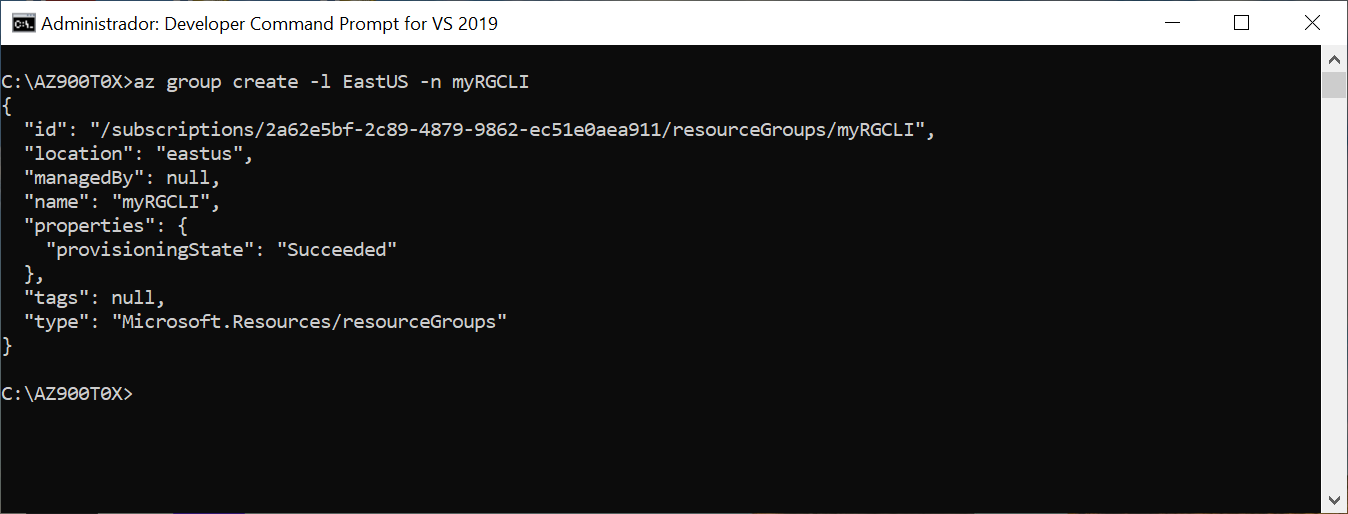 Administrador: Developer Command Prompt for VS 2019
C:\AZ900T0X>az group create -l EastUS -n myRGCLI
{
  "id": "/subscriptions/2a62e5bf-2c89-4879-9862-ec51e0aea911/resourceGroups/myRGCLI",
  "location": "eastus",
  "managedBy": null,
  "name": "myRGCLI",
  "properties": {
    "provisioningState": "Succeeded"
  },
  "tags": null,
  "type": "Microsoft.Resources/resourceGroups"
}
C:\AZ900T0X>